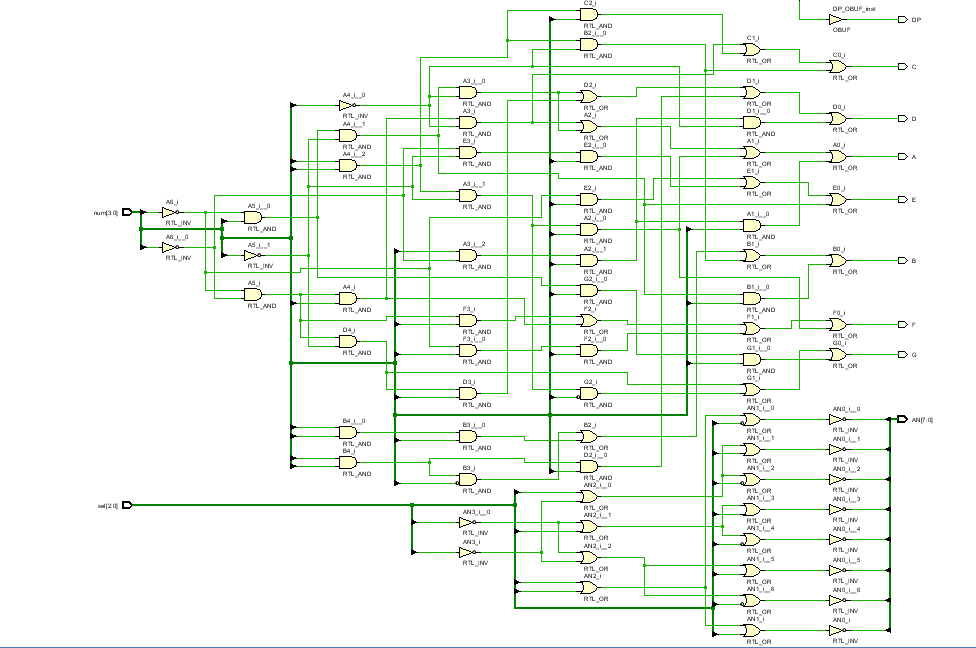 C2_i
RTL_AND
B2_i__0
RTL_AND
DP_OBUF_inst
OBUF
DP
C1_i
RTL_OR
C0_i
RTL_OR
C
A4_i__0
RTL_INV
A4_i__1
RTL_AND
A4_i__2
RTL_AND
A3_i__0
RTL_AND
A3_i
RTL_AND
E3_i
RTL_AND
A3_i__1
RTL_AND
A3_i__2
RTL_AND
D2_i
RTL_OR
A2_i
RTL_OR
E2_i__0
RTL_AND
E2_i
RTL_AND
A2_i__0
RTL_AND
A2_i__1
RTL_AND
G2_i__0
RTL_AND
D1_i
RTL_OR
D1_i__0
RTL_AND
A1_i
RTL_OR
E1_i
RTL_OR
A1_i__0
RTL_AND
B1_i
RTL_OR
B1_i__0
RTL_AND
D0_i
RTL_OR
D
A0_i
RTL_OR
A
E0_i
RTL_OR
E
B0_i
RTL_OR
B
num[3:0]
A6_i
RTL_INV
A6_i__0
RTL_INV
A5_i__0
RTL_AND
A5_i__1
RTL_INV
A5_i
RTL_AND
A4_i
RTL_AND
D4_i
RTL_AND
F3_i
RTL_AND
F3_i__0
RTL_AND
D3_i
RTL_AND
F2_i
RTL_OR
F2_i__0
RTL_AND
G2_i
RTL_AND
F1_i
RTL_OR
G1_i__0
RTL_AND
G1_i
RTL_OR
F0_i
RTL_OR
F
G0_i
RTL_OR
G
B4_i__0
RTL_AND
B4_i
RTL_AND
B3_i__0
RTL_AND
B3_i
RTL_AND
B2_i
RTL_OR
D2_i__0
RTL_AND
sel[2:0]
AN3_i__0
RTL_INV
AN3_i
RTL_INV
AN2_i__0
RTL_OR
AN2_i__1
RTL_OR
AN2_i__2
RTL_OR
AN2_i
RTL_OR
AN1_i__0
RTL_OR
AN1_i__1
RTL_OR
AN1_i__2
RTL_OR
AN1_i__3
RTL_OR
AN1_i__4
RTL_OR
AN1_i__5
RTL_OR
AN1_i__6
RTL_OR
AN1_i
RTL_OR
AN0_i__0
RTL_INV
AN0_i__1
RTL_INV
AN0_i__2
RTL_INV
AN0_i__3
RTL_INV
AN0_i__4
RTL_INV
AN0_i__5
RTL_INV
AN0_i__6
RTL_INV
AN0_i
RTL_INV
AN[7:0]